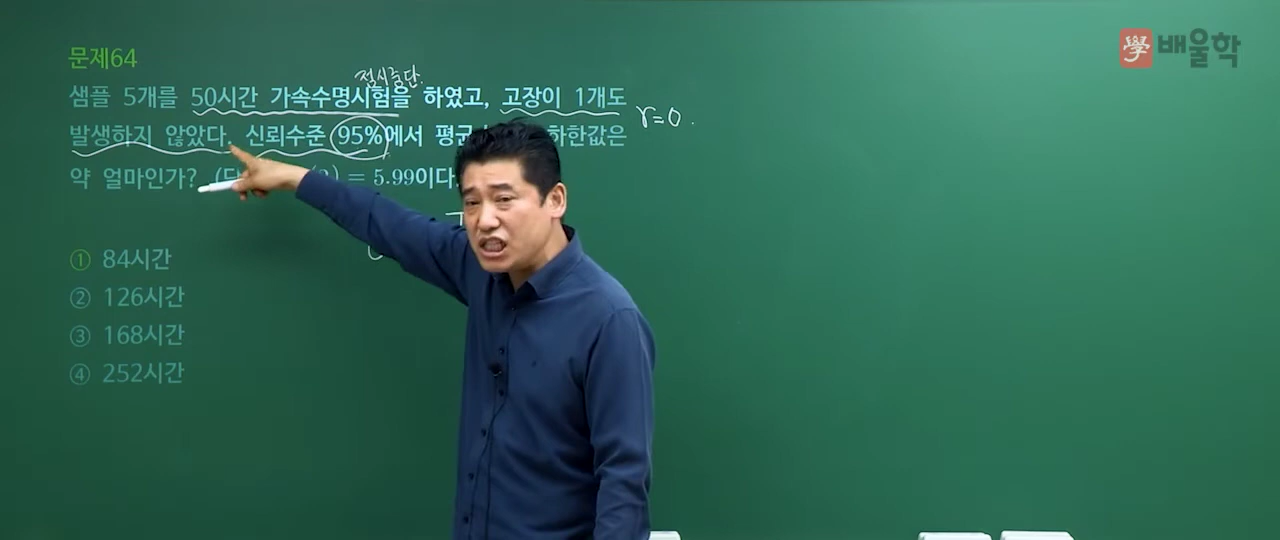 學 배울학
문제64
정시중단.
샘플 5개를 50시간 가속수명시험을 하였고, 고장이 1개도
r=0.
발생하지 않았다. 신뢰수준 95%에서 하한값은
약 얼마인가? = 5.99이다
① 84시간
② 126시간
③ 168시간
④ 252시간